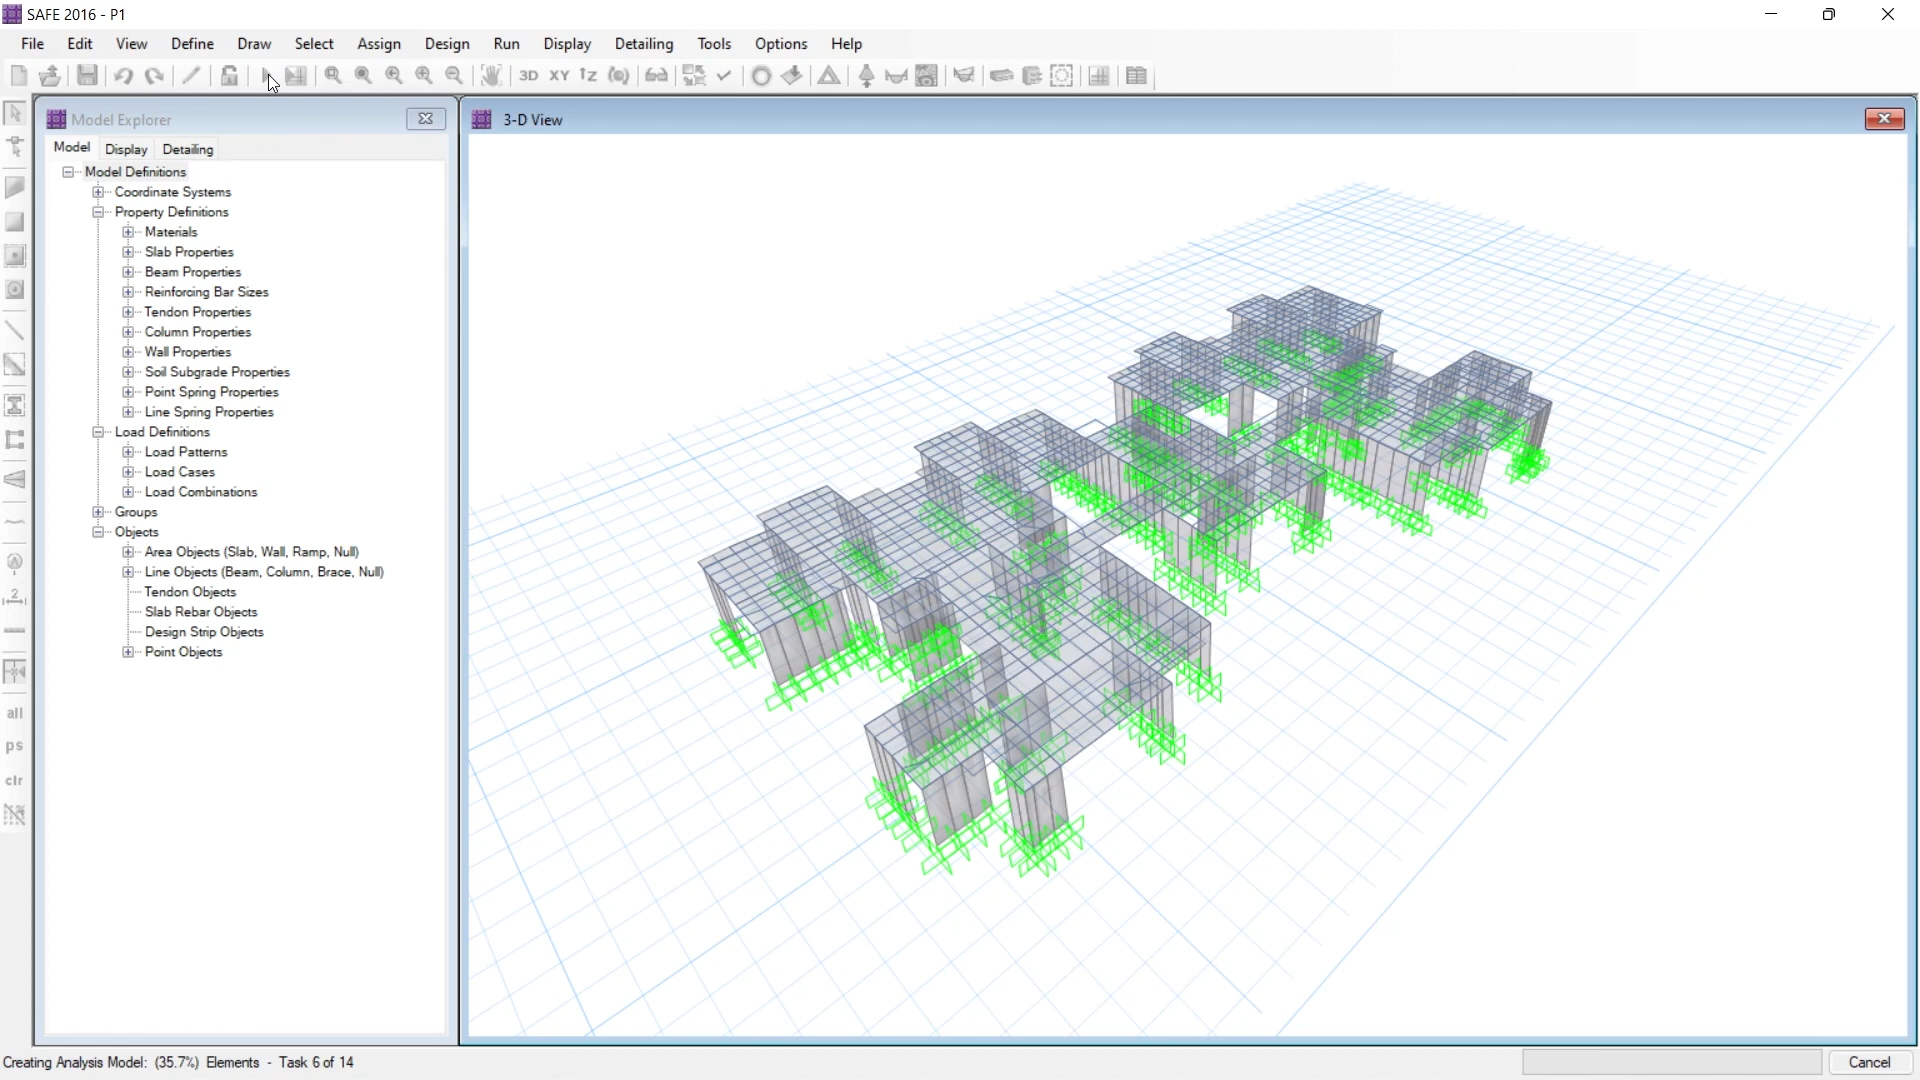 SAFE 2016 - P1
File Edit View Define Draw Select Assign Design Run Display Detailing Tools Options Help
3D XY
Model Explorer
3-D View
Model Display Detailing
Model Definitions
Coordinate Systems
Property Definitions
Materials
Slab Properties
Beam Properties
Reinforcing Bar Sizes
Tendon Properties
Column Properties
Wall Properties
Soil Subgrade Properties
Point Spring Properties
Line Spring Properties
Load Definitions
Load Patterns
Load Cases
Load Combinations
Groups
Objects
Area Objects (Slab, Wall, Ramp, Null)
Line Objects (Beam, Column, Brace, Null)
Tendon Objects
Slab Rebar Objects
Design Strip Objects
Point Objects
all
ps
clr
Creating Analysis Model: (35.7%) Elements - Task 6 of 14
Cancel